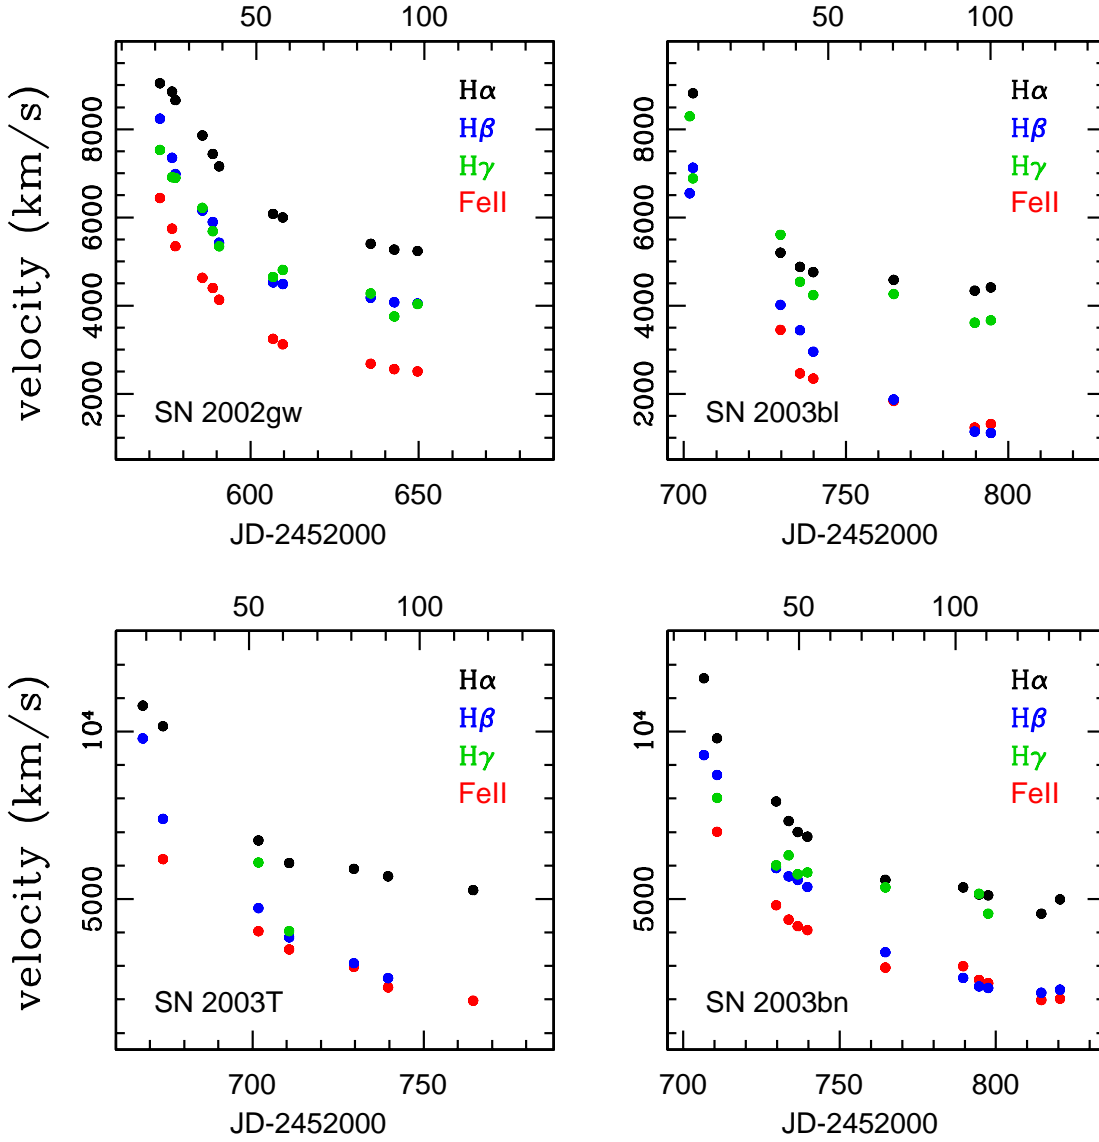 50 100
50 100
velocity (km/s)
2000 4000 6000 8000
Hα
Hβ
Hγ
FeII
SN 2002gw
600 650
JD-2452000
2000 4000 6000 8000
Hα
Hβ
Hγ
FeII
SN 2003bl
700 750 800
JD-2452000
50 100
50 100
velocity (km/s)
5000 10⁴
Hα
Hβ
Hγ
FeII
SN 2003T
700 750
JD-2452000
5000 10⁴
Hα
Hβ
Hγ
FeII
SN 2003bn
700 750 800
JD-2452000